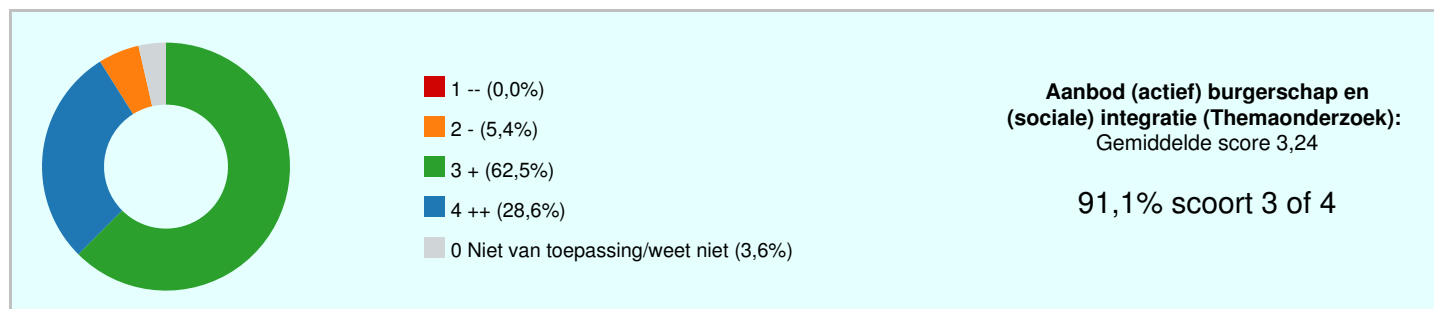 1 -- (0,0%)
2 - (5,4%)
3 + (62,5%)
4 ++ (28,6%)
0 Niet van toepassing/weet niet (3,6%)
Aanbod (actief) burgerschap en
(sociale) integratie (Themaonderzoek):
Gemiddelde score 3,24
91,1% scoort 3 of 4